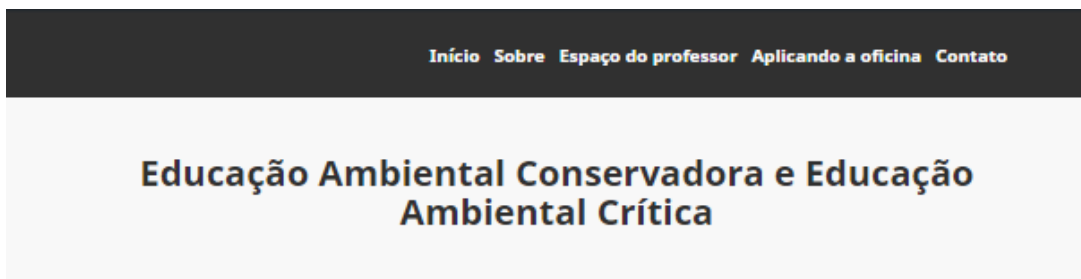 Início Sobre Espaço do professor Aplicando a oficina Contato
Educação Ambiental Conservadora e Educação
Ambiental Crítica